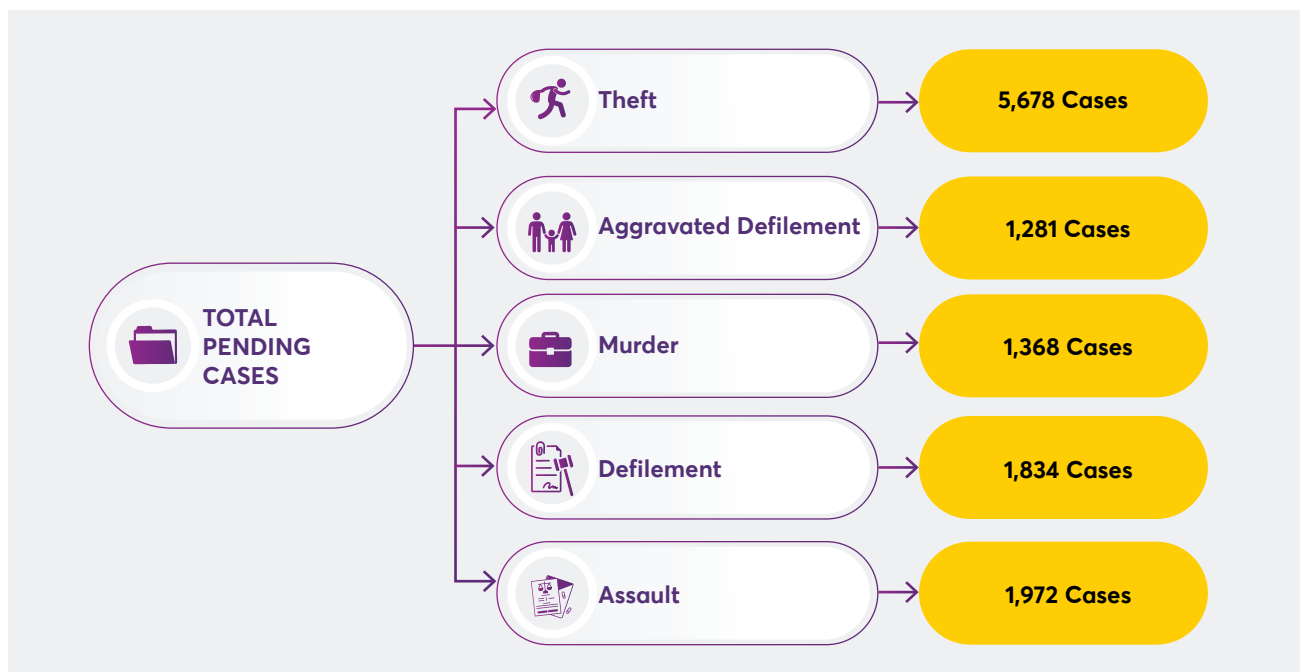 TOTAL
PENDING
CASES
Theft
5,678 Cases
Aggravated Defilement
1,281 Cases
Murder
1,368 Cases
Defilement
1,834 Cases
Assault
1,972 Cases